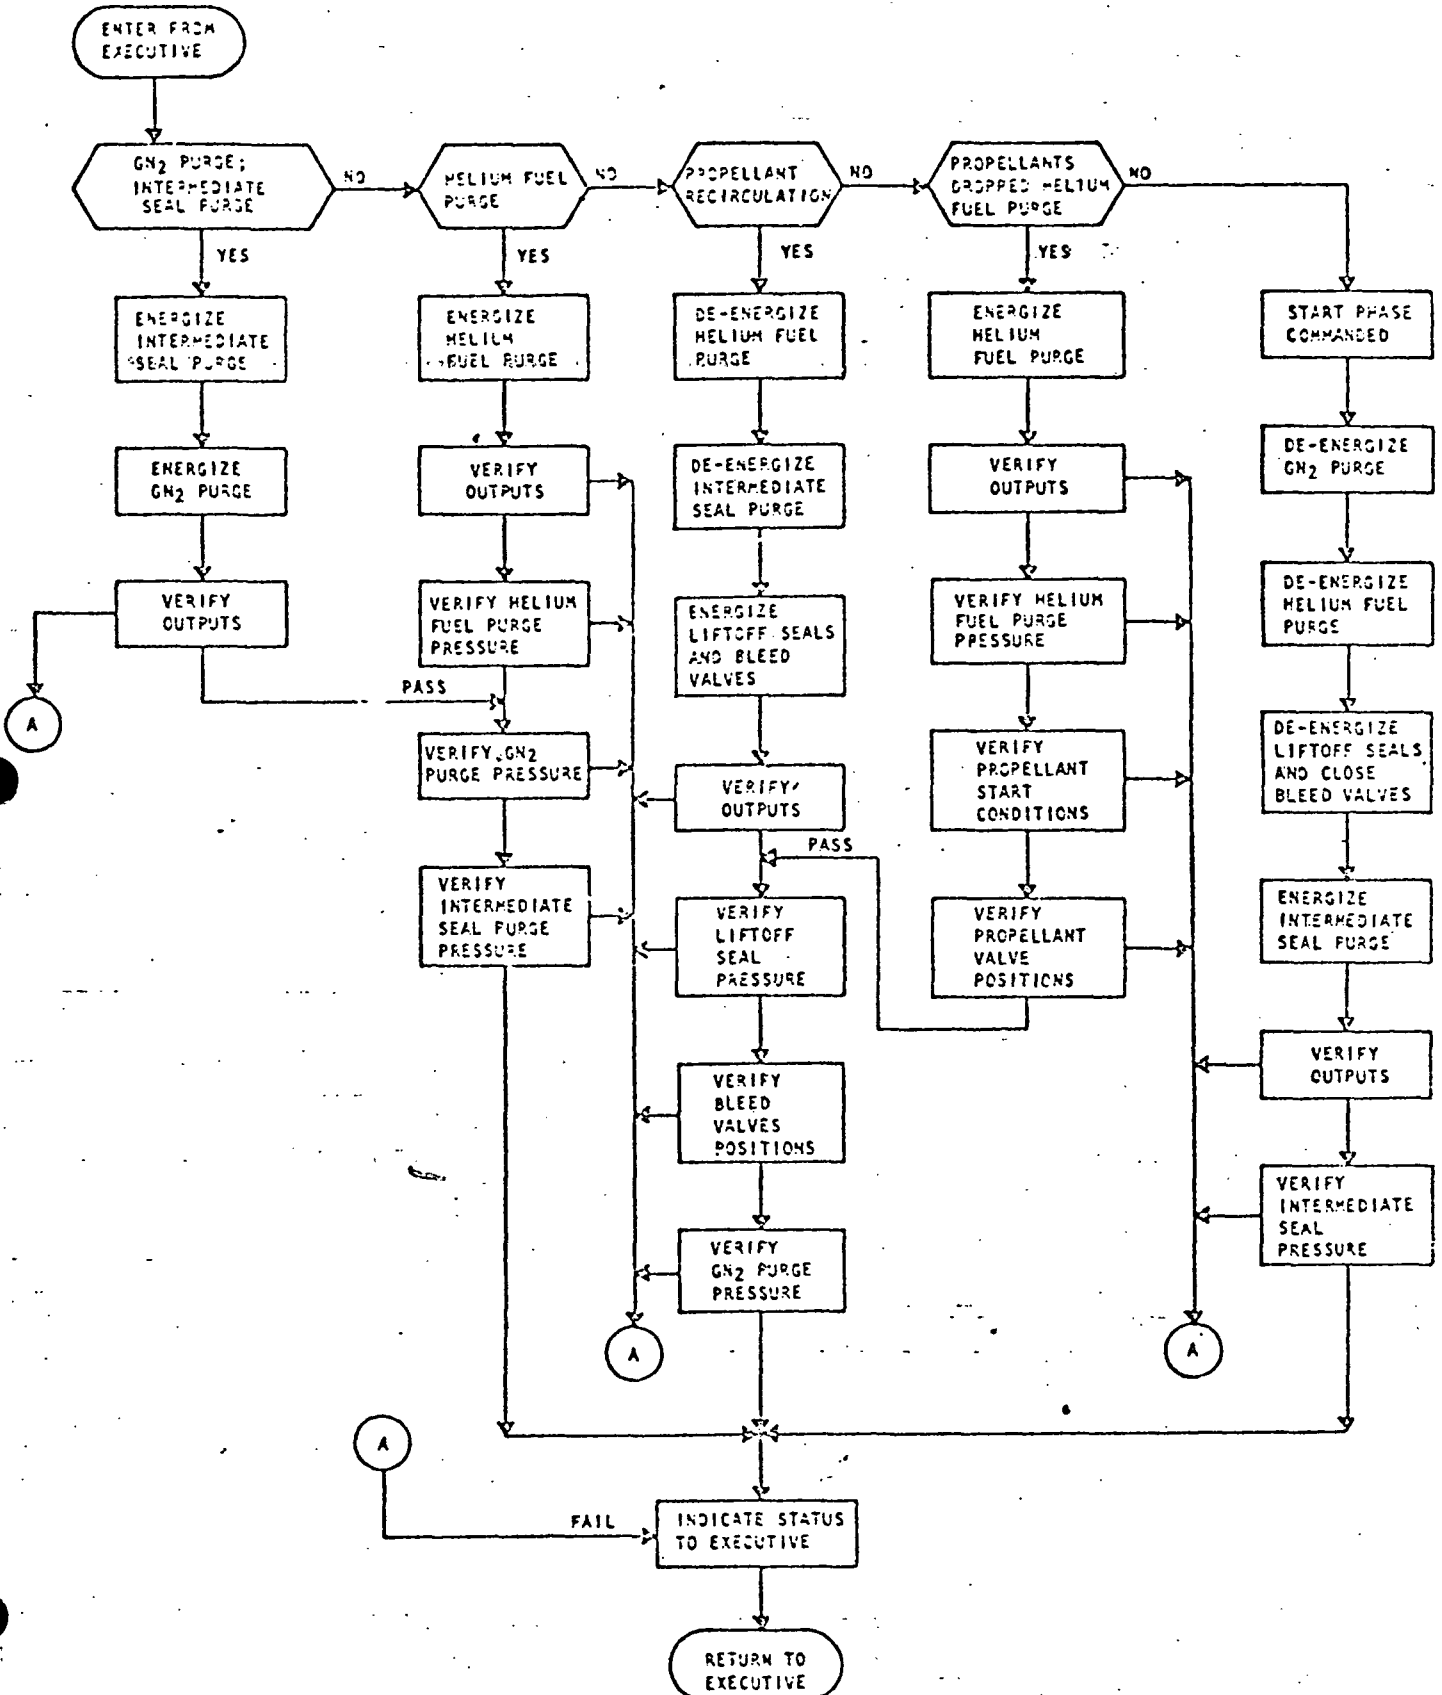 ENTER FROM
EXECUTIVE
GN2 PURGE;
INTERMEDIATE
SEAL PURGE
NO
HELIUM FUEL
PURGE
NO
PROPELLANT
RECIRCULATION
NO
PROPELLANTS
DROPPED HELIUM
FUEL PURGE
NO
YES
YES
YES
YES
ENERGIZE
INTERMEDIATE
SEAL PURGE
ENERGIZE
GN2 PURGE
VERIFY
OUTPUTS
A
PASS
ENERGIZE
HELIUM
FUEL PURGE
VERIFY
OUTPUTS
VERIFY HELIUM
FUEL PURGE
PRESSURE
VERIFY GN2
PURGE PRESSURE
VERIFY
INTERMEDIATE
SEAL PURGE
PRESSURE
DE-ENERGIZE
HELIUM FUEL
PURGE
DE-ENERGIZE
INTERMEDIATE
SEAL PURGE
ENERGIZE
LIFTOFF SEALS
AND BLEED
VALVES
VERIFY
OUTPUTS
PASS
VERIFY
LIFTOFF
SEAL
PRESSURE
VERIFY
BLEED
VALVES
POSITIONS
VERIFY
GN2 PURGE
PRESSURE
A
ENERGIZE
HELIUM
FUEL PURGE
VERIFY
OUTPUTS
VERIFY HELIUM
FUEL PURGE
PRESSURE
VERIFY
PROPELLANT
START
CONDITIONS
VERIFY
PROPELLANT
VALVE
POSITIONS
START PHASE
COMMANDED
DE-ENERGIZE
GN2 PURGE
DE-ENERGIZE
HELIUM FUEL
PURGE
DE-ENERGIZE
LIFTOFF SEALS
AND CLOSE
BLEED VALVES
ENERGIZE
INTERMEDIATE
SEAL PURGE
VERIFY
OUTPUTS
VERIFY
INTERMEDIATE
SEAL
PRESSURE
A
A
FAIL
INDICATE STATUS
TO EXECUTIVE
RETURN TO
EXECUTIVE